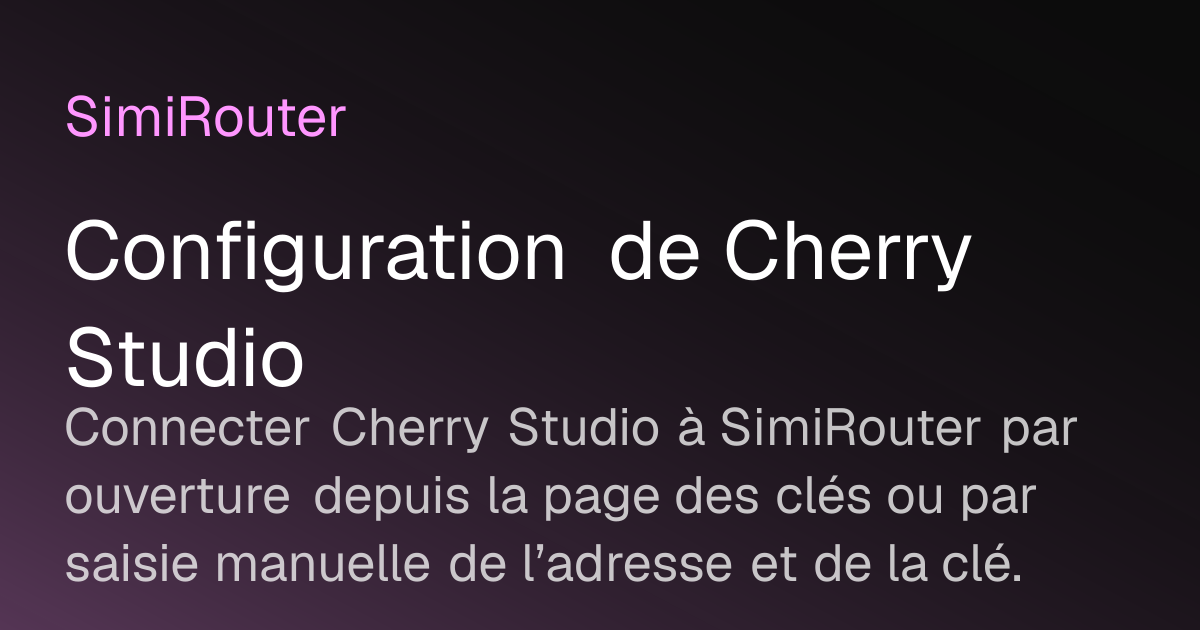 SimiRouter
Configuration de Cherry
Studio
Connecter Cherry Studio à SimiRouter par
ouverture depuis la page des clés ou par
saisie manuelle de l’adresse et de la clé.